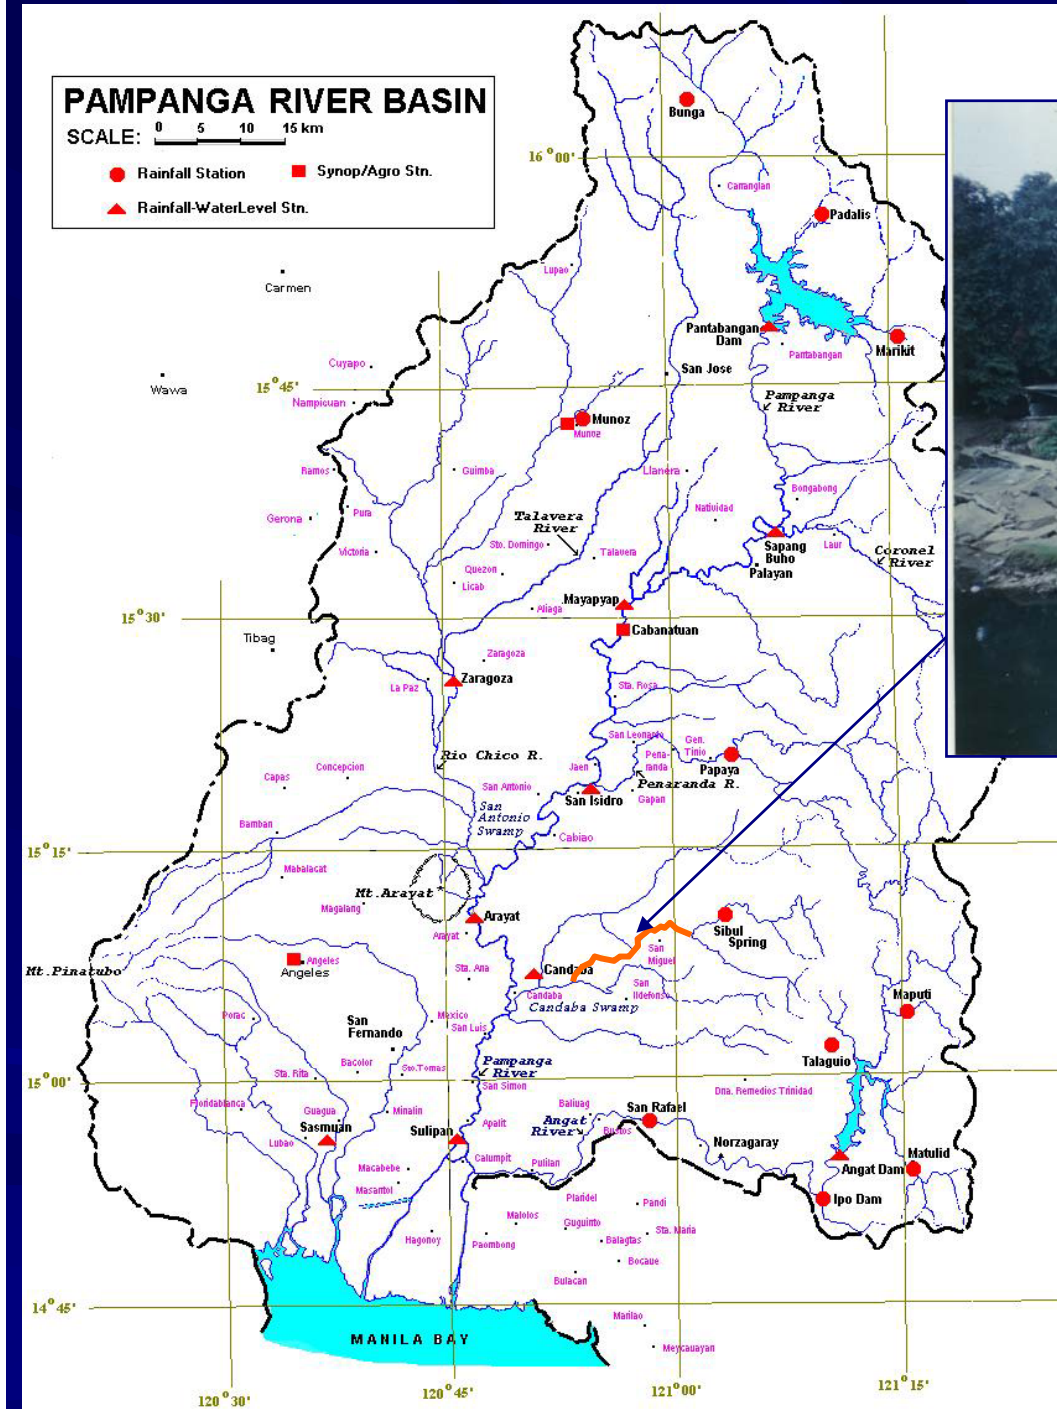 PAMPANGA RIVER BASIN
SCALE: 0 5 10 15 km
Rainfall Station
Synop/Agro Stn.
Rainfall-WaterLevel Stn.
Bunga
16°00'
Carranglan
Padalis
Lupao
Carmen
Pantabangan
Dam
Pantabangan
Marikit
Cuyapo
San Jose
Wawa
15°45'
Nampicuan
Pampanga
River
Munoz
Munoz
Ramos
Guimba
Llanera
Bongabong
Gerona
Pura
Natividad
Talavera
River
Victoria
Sto. Domingo
Talavera
Sapang
Buho
Laur
Coronel
River
Quezon
Licab
Palayan
Mayapyap
Aliaga
15°30'
Cabanatuan
Tibag
Zaragoza
Zaragoza
La Paz
Sta. Rosa
San Leonardo
Gen.
Tinio
Pena-
randa
Rio Chico R.
Papaya
Concepcion
Jaen
Capas
Penaranda R.
San Antonio
San Isidro
Gapan
San
Antonio
Swamp
Bamban
Cabiao
15°15'
Mabalacat
Mt.Arayat
Magalang
Arayat
Arayat
Sibul
Spring
San
Miguel
Angeles
Angeles
Mt.Pinatubo
Sta. Ana
Candaba
Candaba
San
Ildefonso
Candaba Swamp
Maputi
Porac
San
Fernando
Mexico
San Luis
Talaguio
Bacolor
Sta. Rita
Sto.Tomas
Pampanga
River
15°00'
San Simon
Dna. Remedios Trinidad
Floridablanca
Guagua
Minalin
Baliuag
San Rafael
Angat
River
Bustos
Apalit
Sasmuan
Sulipan
Lubao
Norzagaray
Matulid
Calumpit
Pulilan
Angat Dam
Macabebe
Masantol
Ipo Dam
Plaridel
Pandi
Malolos
Guguinto
Sta. Maria
Hagonoy
Paombong
Balagtas
Bocaue
Bulacan
14°45'
Marilao
MANILA BAY
Meycauayan
120°30'
120°45'
121°00'
121°15'